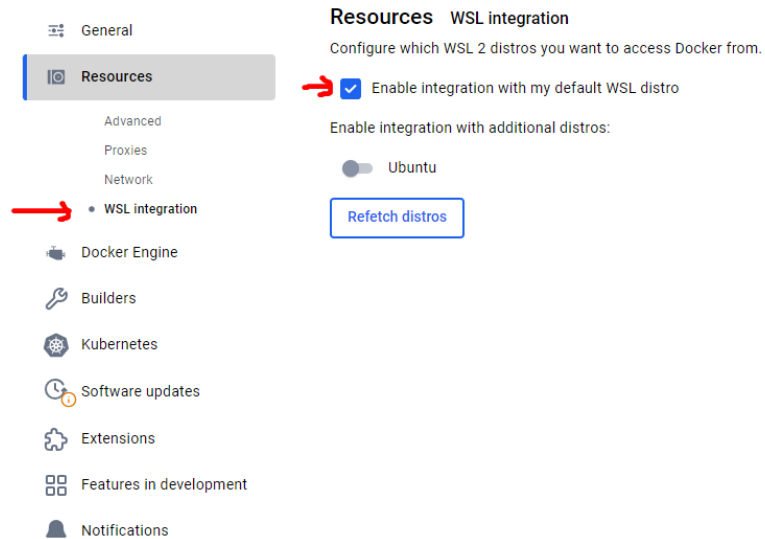 General
Resources
Advanced
Proxies
Network
WSL integration
Docker Engine
Builders
Kubernetes
Software updates
Extensions
Features in development
Notifications
Resources WSL integration
Configure which WSL 2 distros you want to access Docker from.
Enable integration with my default WSL distro
Enable integration with additional distros:
Ubuntu
Refetch distros